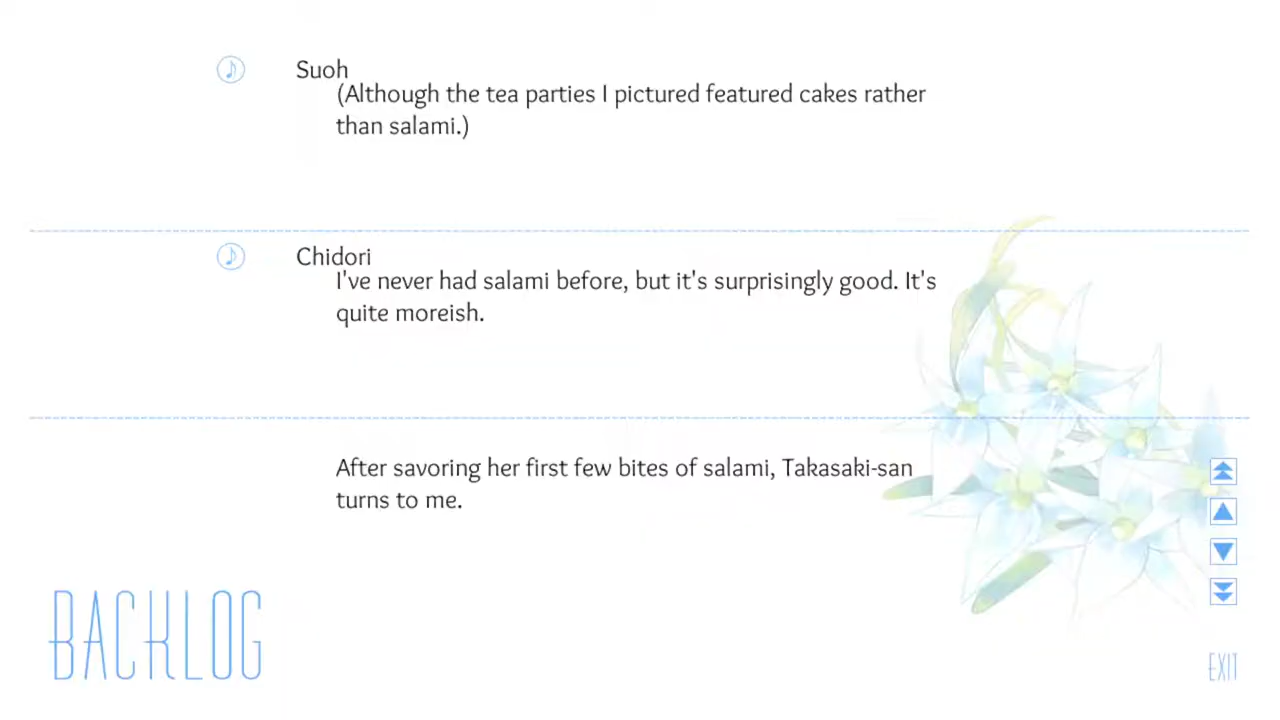 Suoh
(Although the tea parties I pictured featured cakes rather
than salami.)
Chidori
I've never had salami before, but it's surprisingly good. It's
quite moreish.
After savoring her first few bites of salami, Takasaki-san
turns to me.
BACKLOG
EXIT